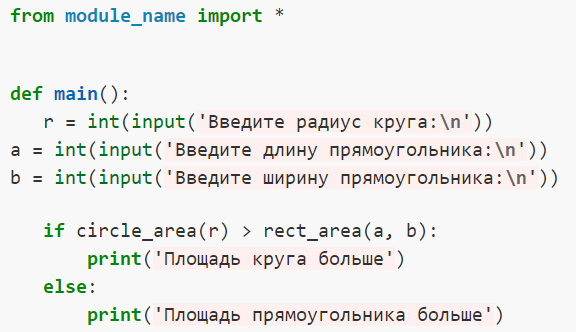 from module_name import *
def main():
   r = int(input('Введите радиус круга:\n'))
a = int(input('Введите длину прямоугольника:\n'))
b = int(input('Введите ширину прямоугольника:\n'))
   if circle_area(r) > rect_area(a, b):
       print('Площадь круга больше')
   else:
       print('Площадь прямоугольника больше')